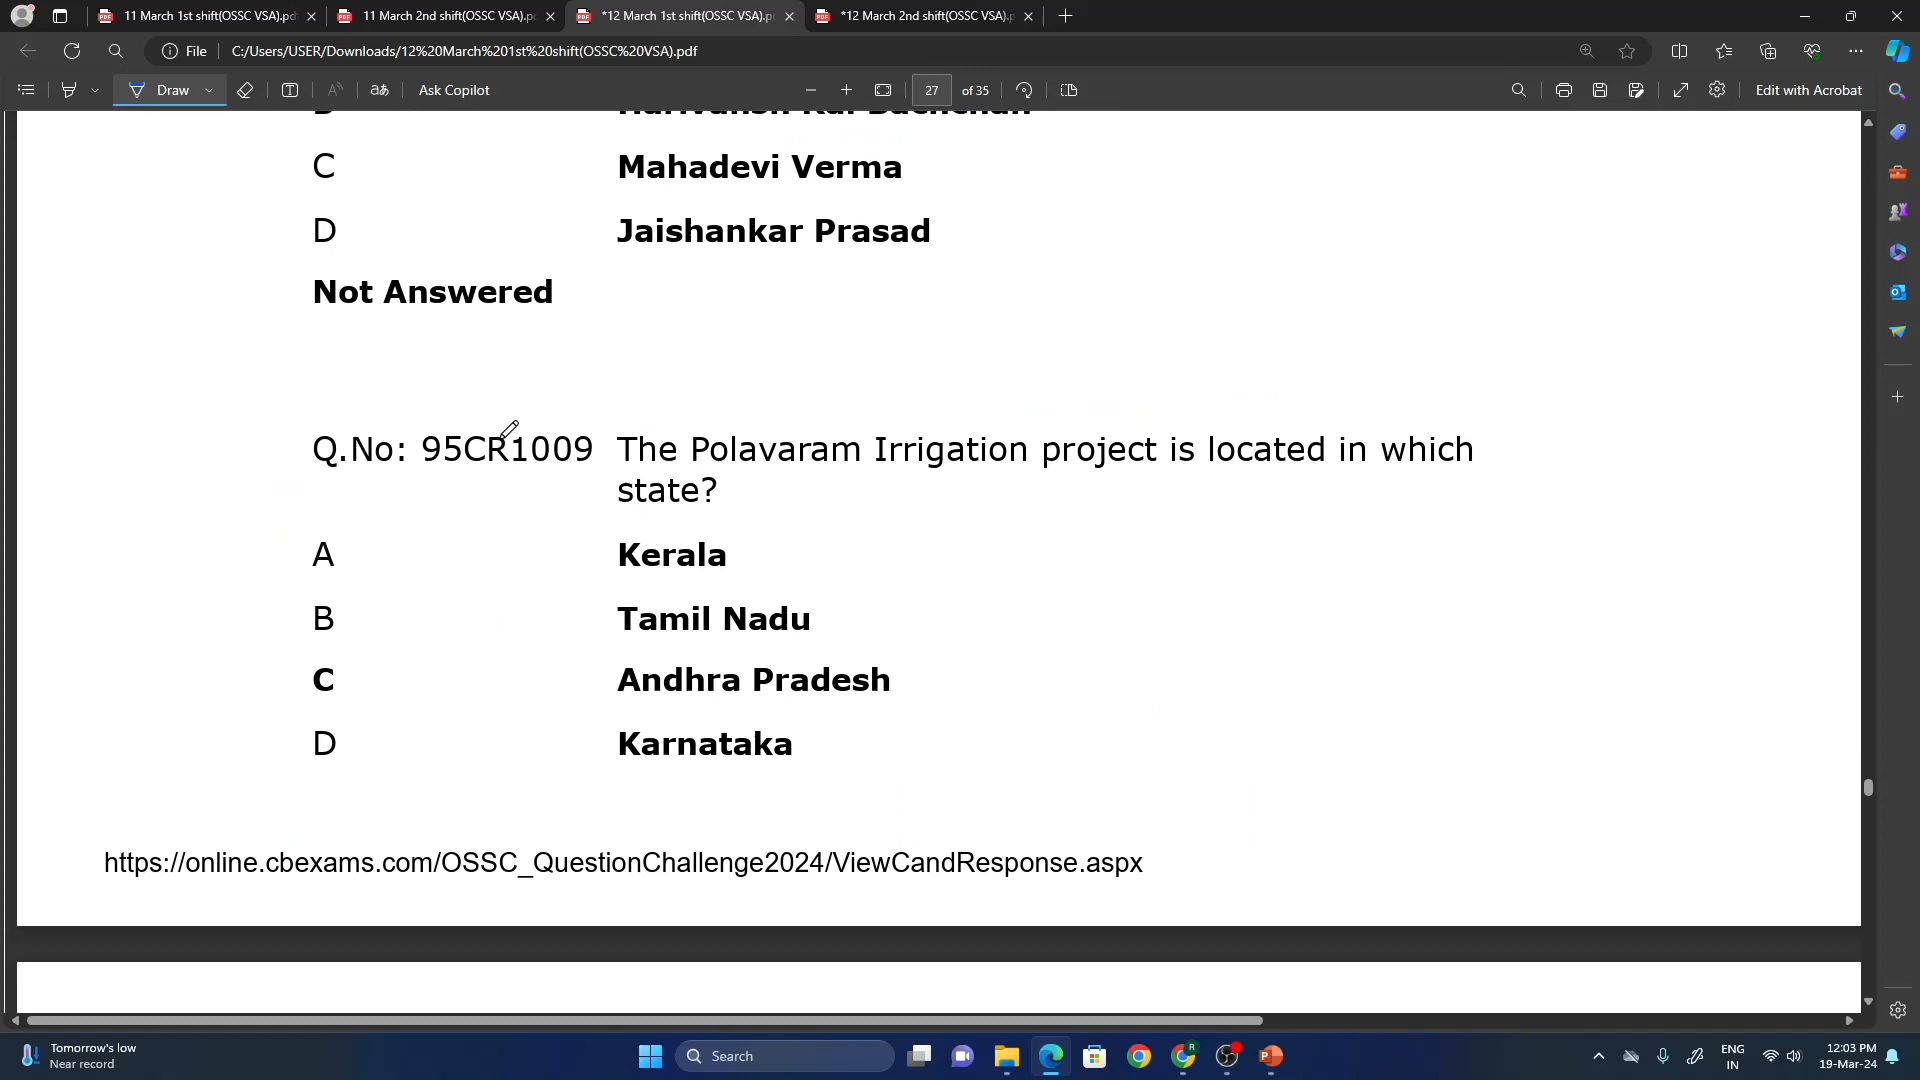 11 March 1st shift(OSSC VSA).pd
11 March 2nd shift(OSSC VSA).pc
*12 March 1st shift(OSSC VSA).pc
*12 March 2nd shift(OSSC VSA).p
File
C:/Users/USER/Downloads/12%20March%201st%20shift(OSSC%20VSA).pdf
Draw
Ask Copilot
27 of 35
Edit with Acrobat
C Mahadevi Verma
D Jaishankar Prasad
Not Answered
Q.No: 95CR1009 The Polavaram Irrigation project is located in which
state?
A Kerala
B Tamil Nadu
C Andhra Pradesh
D Karnataka
https://online.cbexams.com/OSSC_QuestionChallenge2024/ViewCandResponse.aspx
Tomorrow's low
Near record
Search
ENG
IN
12:03 PM
19-Mar-24